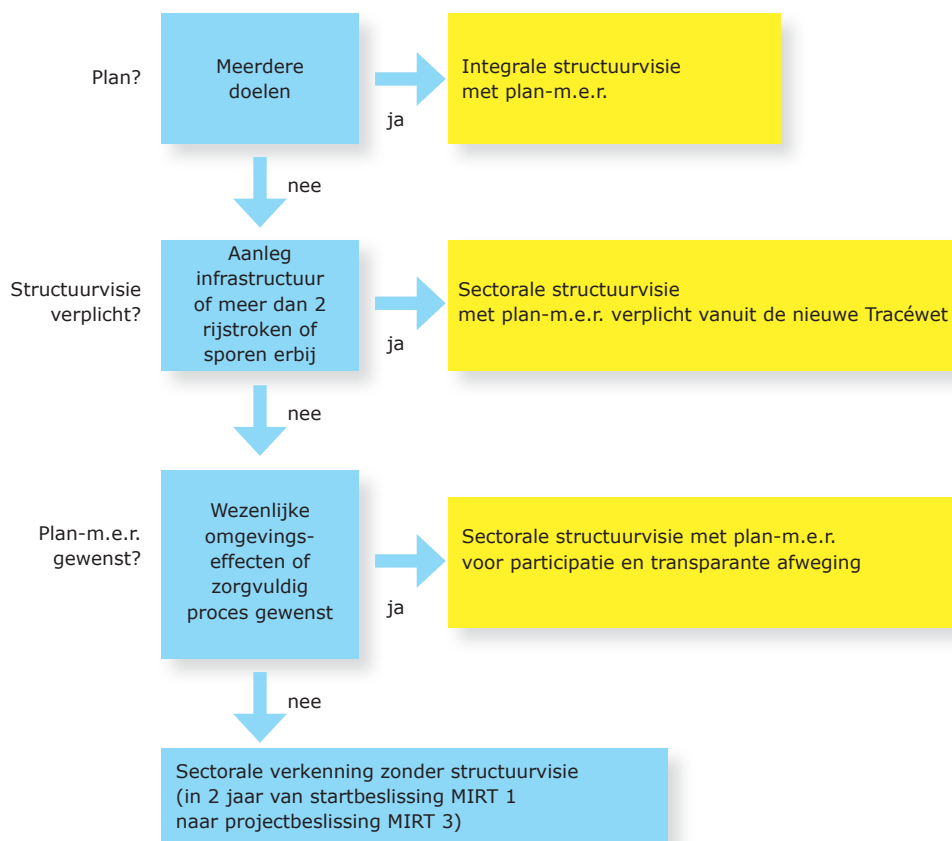 Plan?
Meerdere
doelen
ja
Integrale structuurvisie
met plan-m.e.r.
nee
Structuurvisie
verplicht?
Aanleg
infrastructuur
of meer dan 2
rijstroken of
sporen erbij
ja
Sectorale structuurvisie
met plan-m.e.r. verplicht vanuit de nieuwe Tracéwet
nee
Plan-m.e.r.
gewenst?
Wezenlijke
omgevings-
effecten of
zorgvuldig
proces gewenst
ja
Sectorale structuurvisie met plan-m.e.r.
voor participatie en transparante afweging
nee
Sectorale verkenning zonder structuurvisie
(in 2 jaar van startbeslissing MIRT 1
naar projectbeslissing MIRT 3)